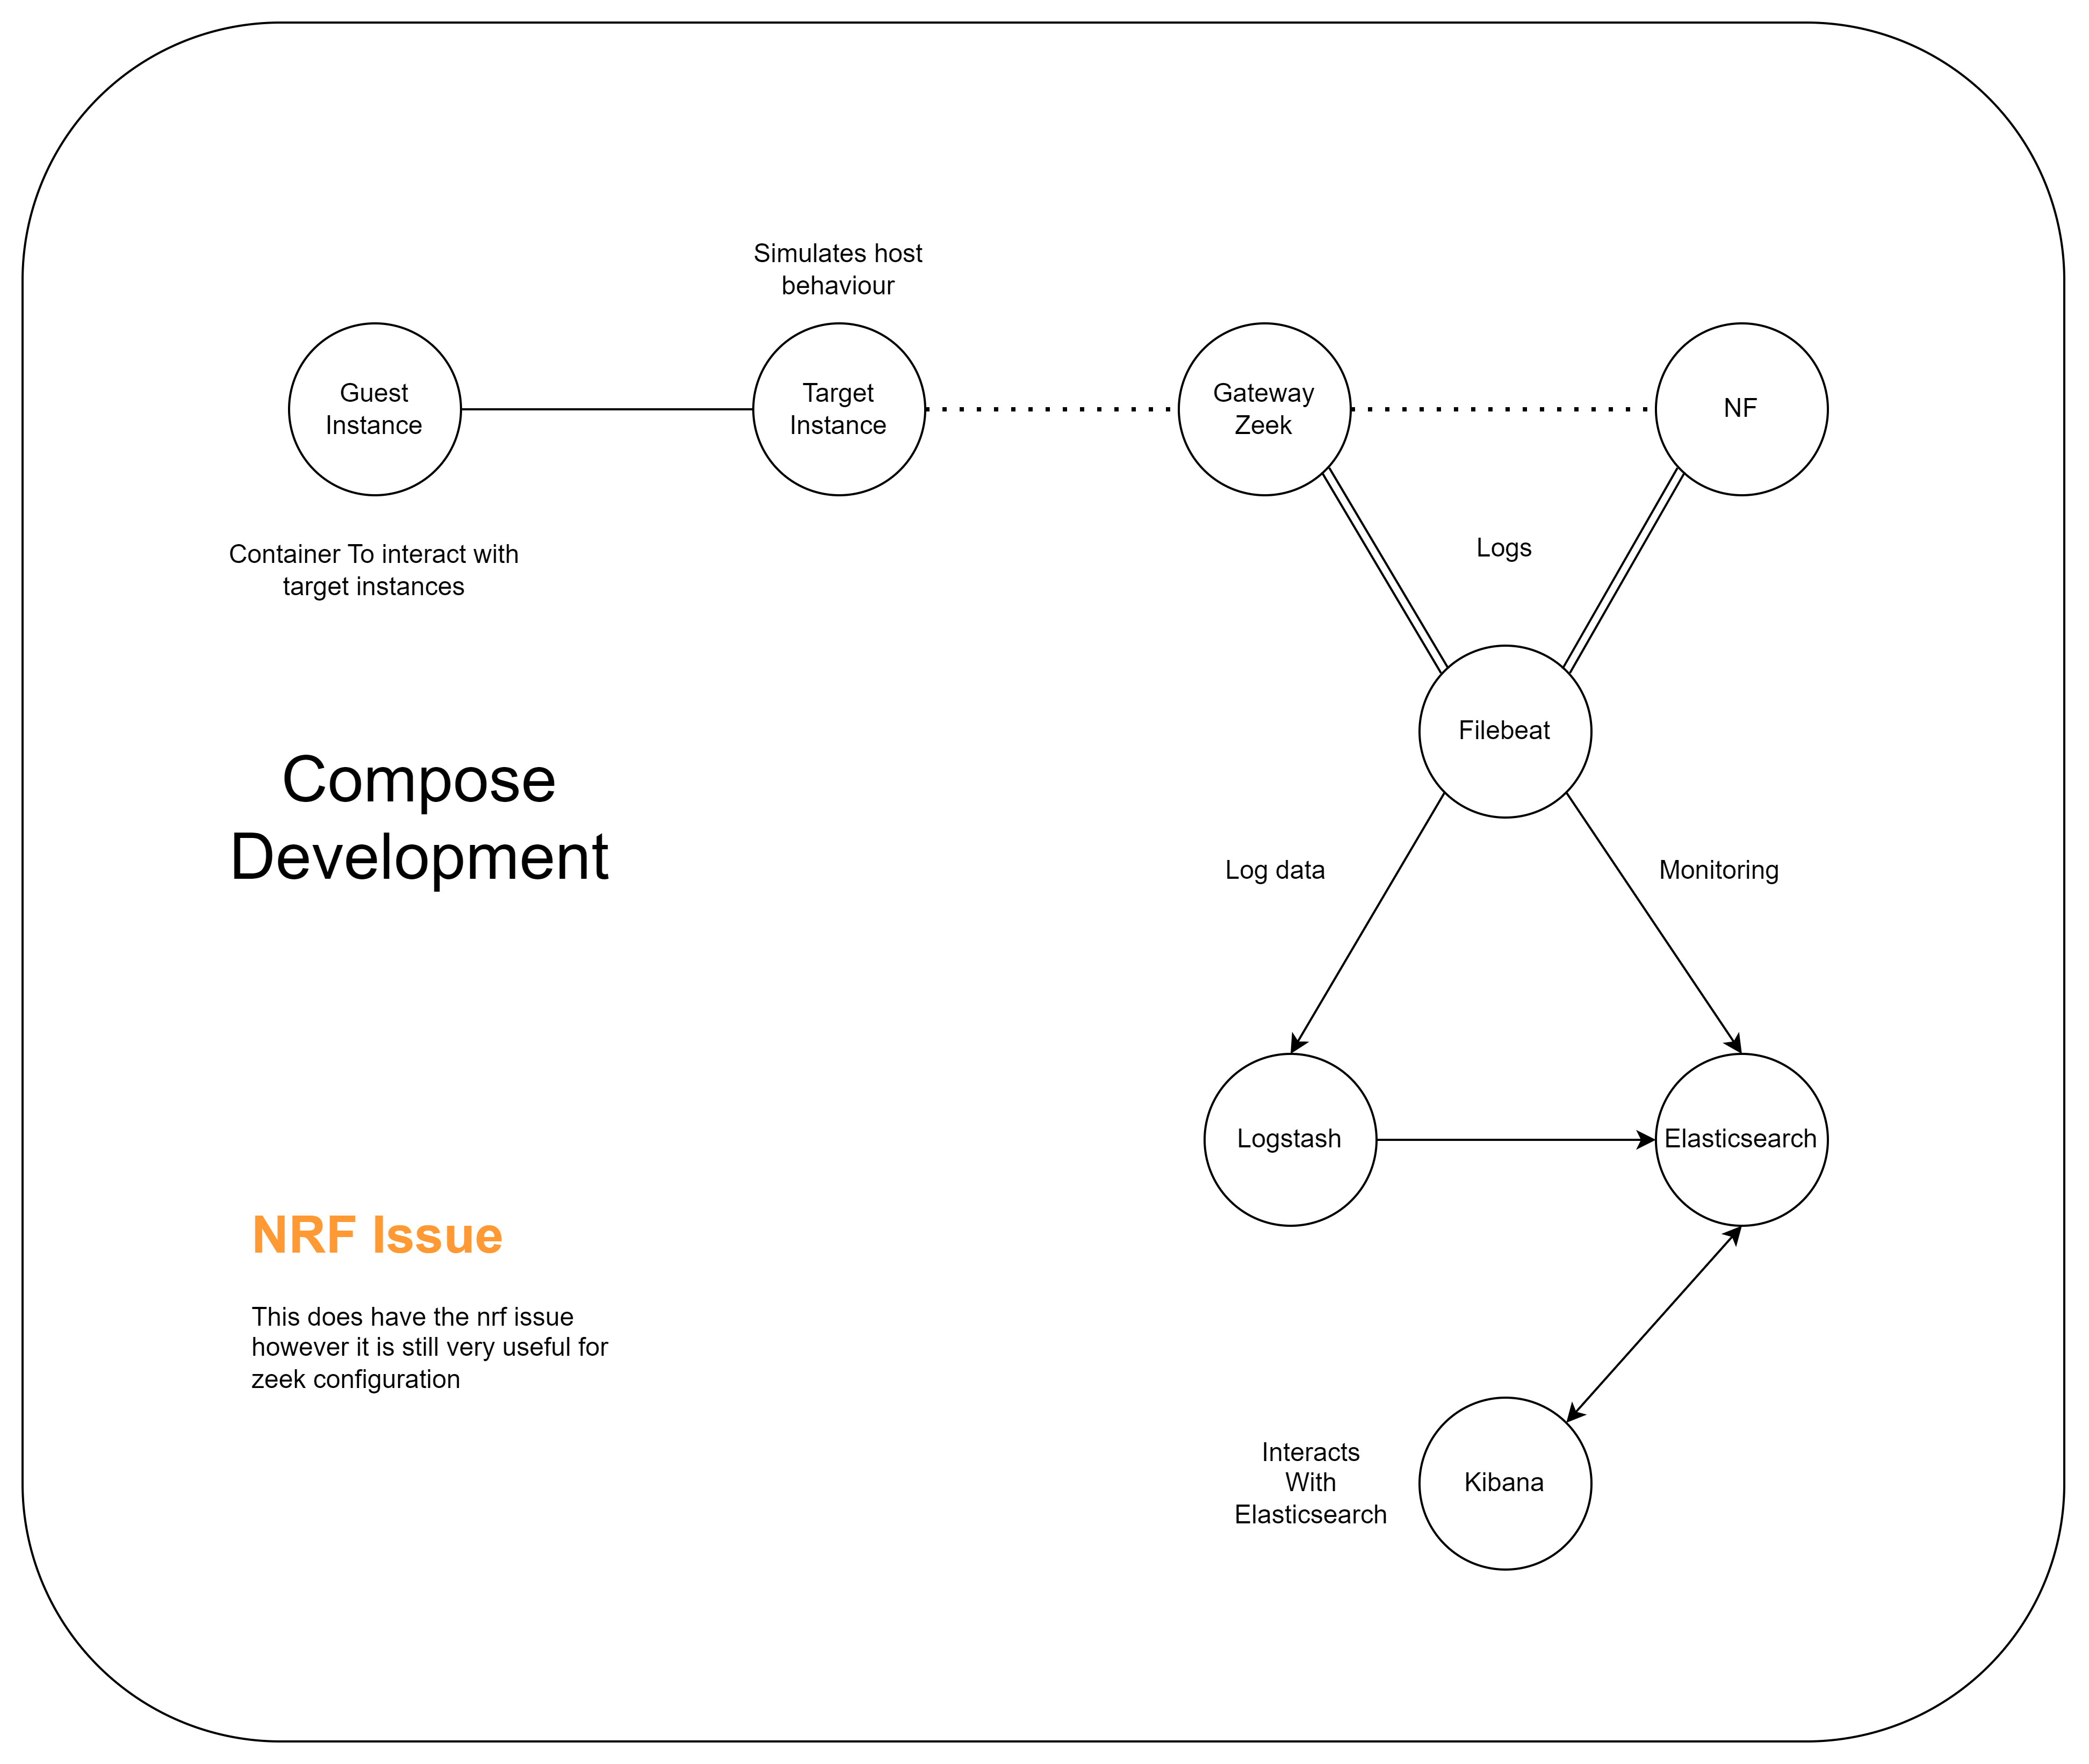 Simulates host
behaviour
Guest
Instance
Target
Instance
Gateway
Zeek
NF
Container To interact with
target instances
Logs
Filebeat
Compose
Development
Log data
Monitoring
Logstash
Elasticsearch
NRF Issue
This does have the nrf issue
however it is still very useful for
zeek configuration
Interacts
With
Elasticsearch
Kibana